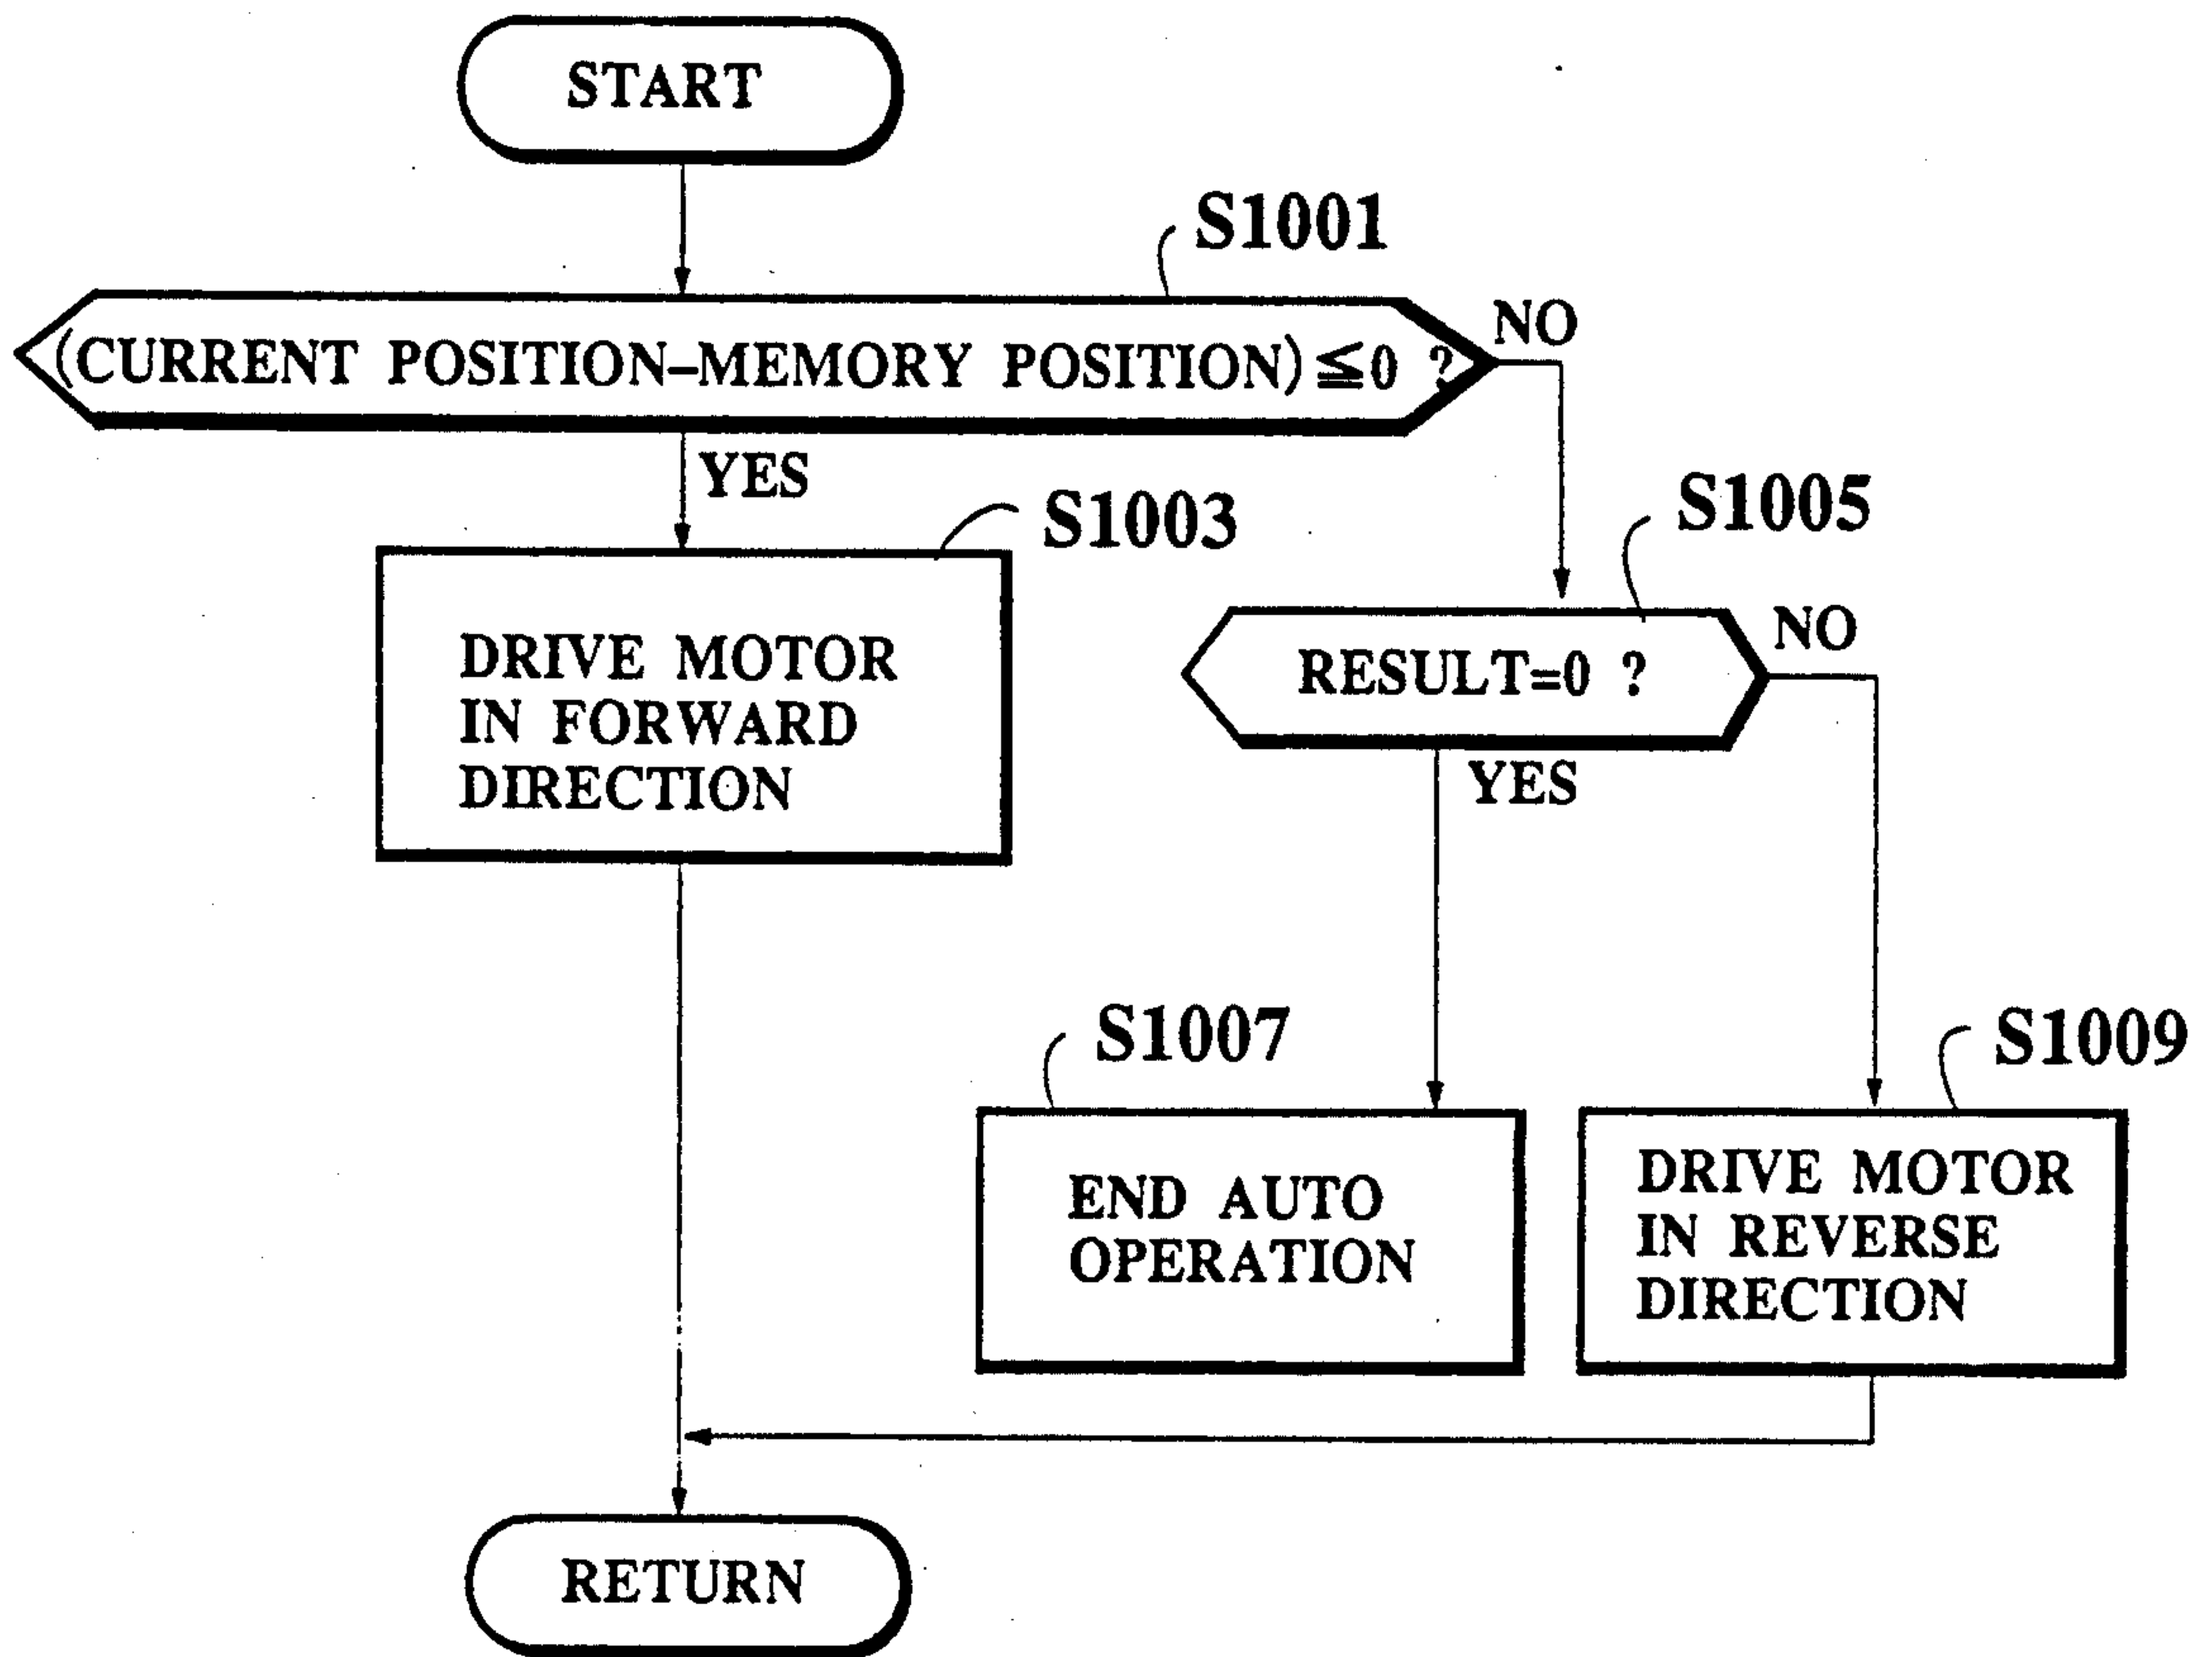 START
S1001
(CURRENT POSITION–MEMORY POSITION)≦0 ?
NO
YES
S1003
DRIVE MOTOR
IN FORWARD
DIRECTION
S1005
RESULT=0 ?
NO
YES
S1007
END AUTO
OPERATION
S1009
DRIVE MOTOR
IN REVERSE
DIRECTION
RETURN